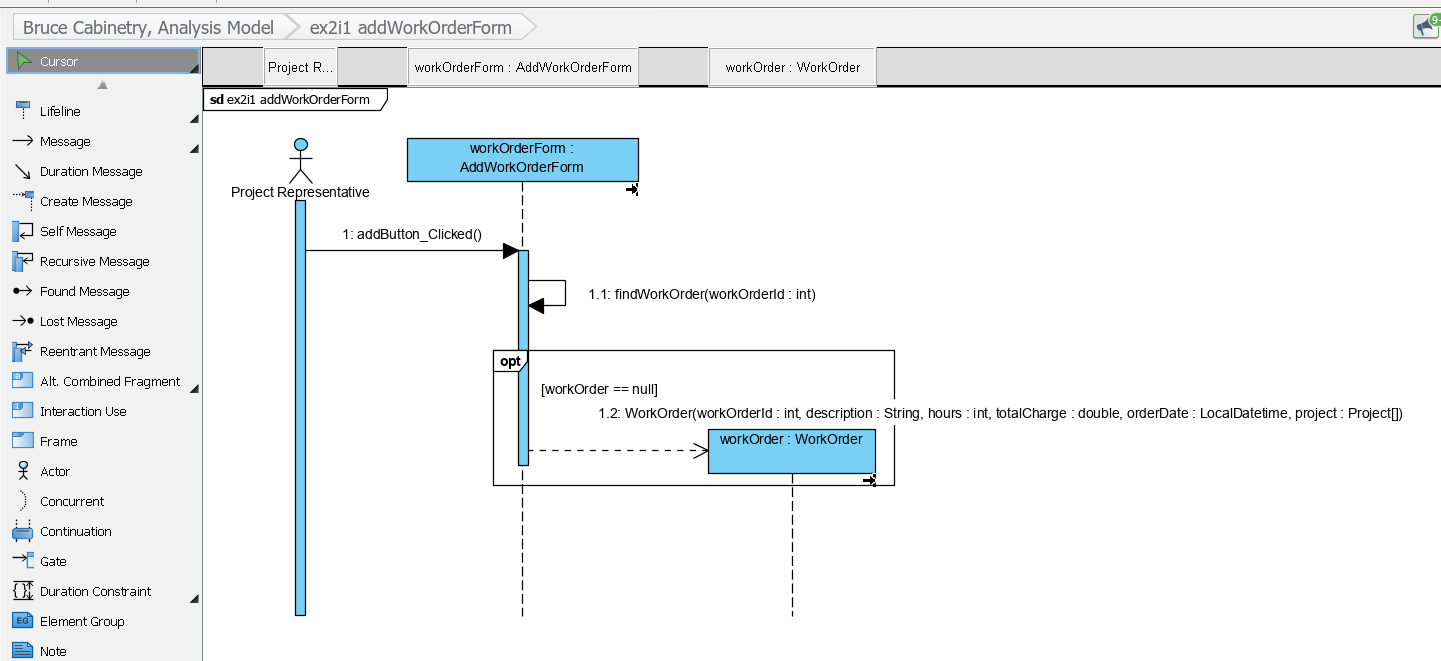 Bruce Cabinetry, Analysis Model
ex2i1 addWorkOrderForm
9+
Cursor
Lifeline
Message
Duration Message
Create Message
Self Message
Recursive Message
Found Message
Lost Message
Reentrant Message
Alt. Combined Fragment
Interaction Use
Frame
Actor
Concurrent
Continuation
Gate
Duration Constraint
EG
Element Group
Note
Project R...
workOrderForm : AddWorkOrderForm
workOrder : WorkOrder
sd ex2i1 addWorkOrderForm
Project Representative
workOrderForm :
AddWorkOrderForm
1: addButton_Clicked()
1.1: findWorkOrder(workOrderId : int)
opt
[workOrder == null]
1.2: WorkOrder(workOrderId : int, description : String, hours : int, totalCharge : double, orderDate : LocalDatetime, project : Project[])
workOrder : WorkOrder